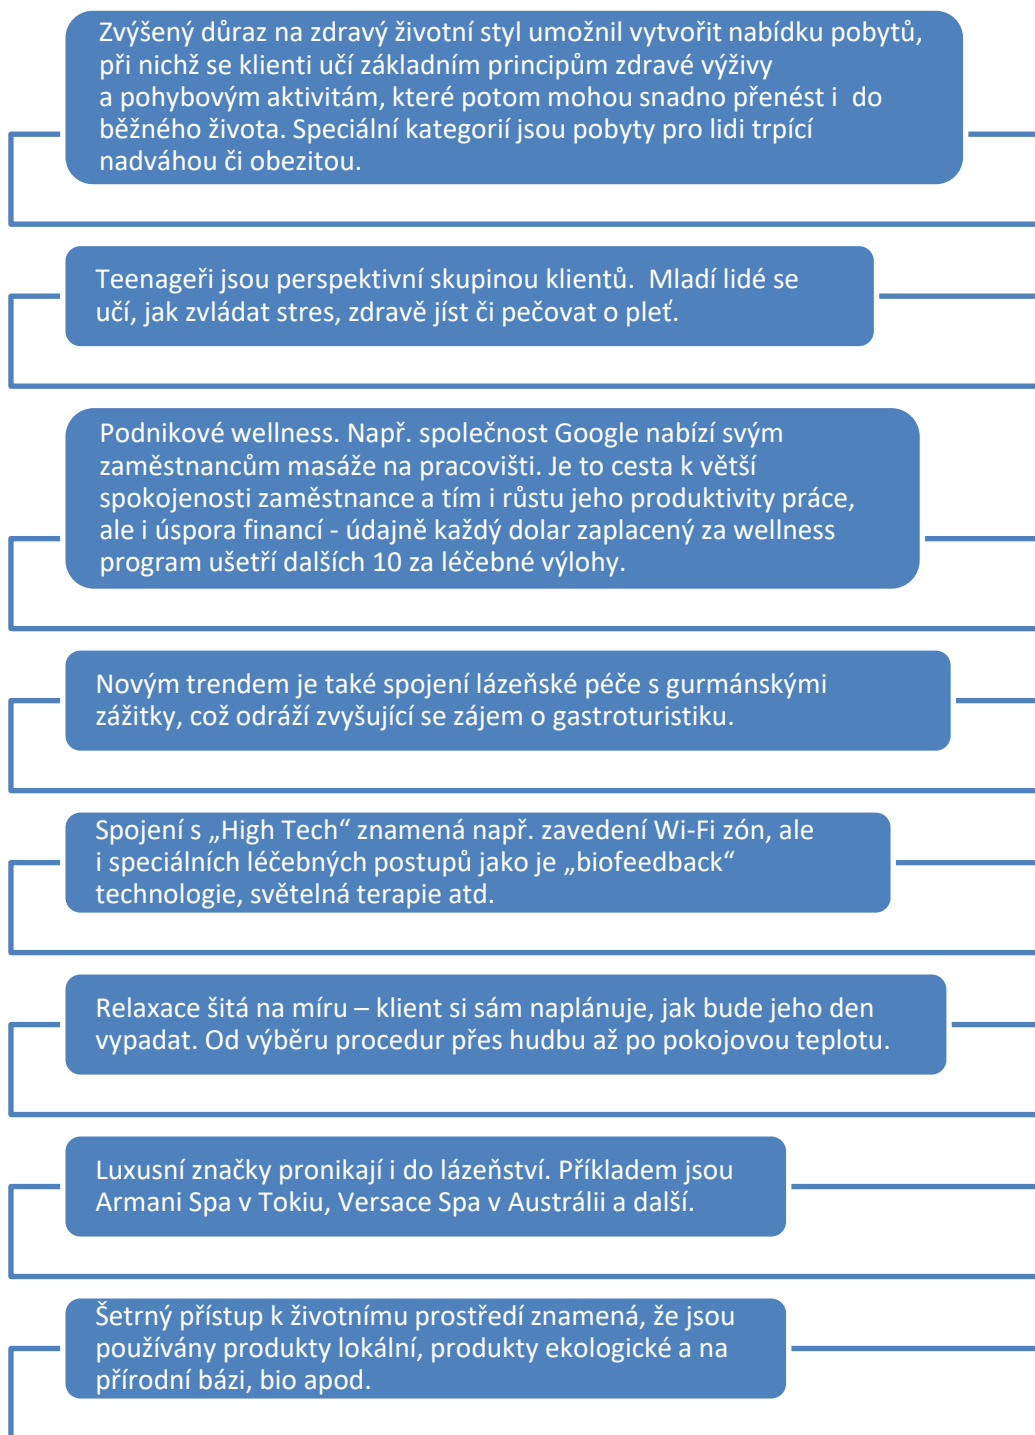 Zvýšený důraz na zdravý životní styl umožnil vytvořit nabídku pobytů,
při nichž se klienti učí základním principům zdravé výživy
a pohybovým aktivitám, které potom mohou snadno přenést i  do
běžného života. Speciální kategorií jsou pobyty pro lidi trpící
nadváhou či obezitou.
Teenageři jsou perspektivní skupinou klientů.  Mladí lidé se
učí, jak zvládat stres, zdravě jíst či pečovat o pleť.
Podnikové wellness. Např. společnost Google nabízí svým
zaměstnancům masáže na pracovišti. Je to cesta k větší
spokojenosti zaměstnance a tím i růstu jeho produktivity práce,
ale i úspora financí - údajně každý dolar zaplacený za wellness
program ušetří dalších 10 za léčebné výlohy.
Novým trendem je také spojení lázeňské péče s gurmánskými
zážitky, což odráží zvyšující se zájem o gastroturistiku.
Spojení s „High Tech“ znamená např. zavedení Wi-Fi zón, ale
i speciálních léčebných postupů jako je „biofeedback“
technologie, světelná terapie atd.
Relaxace šitá na míru – klient si sám naplánuje, jak bude jeho den
vypadat. Od výběru procedur přes hudbu až po pokojovou teplotu.
Luxusní značky pronikají i do lázeňství. Příkladem jsou
Armani Spa v Tokiu, Versace Spa v Austrálii a další.
Šetrný přístup k životnímu prostředí znamená, že jsou
používány produkty lokální, produkty ekologické a na
přírodní bázi, bio apod.